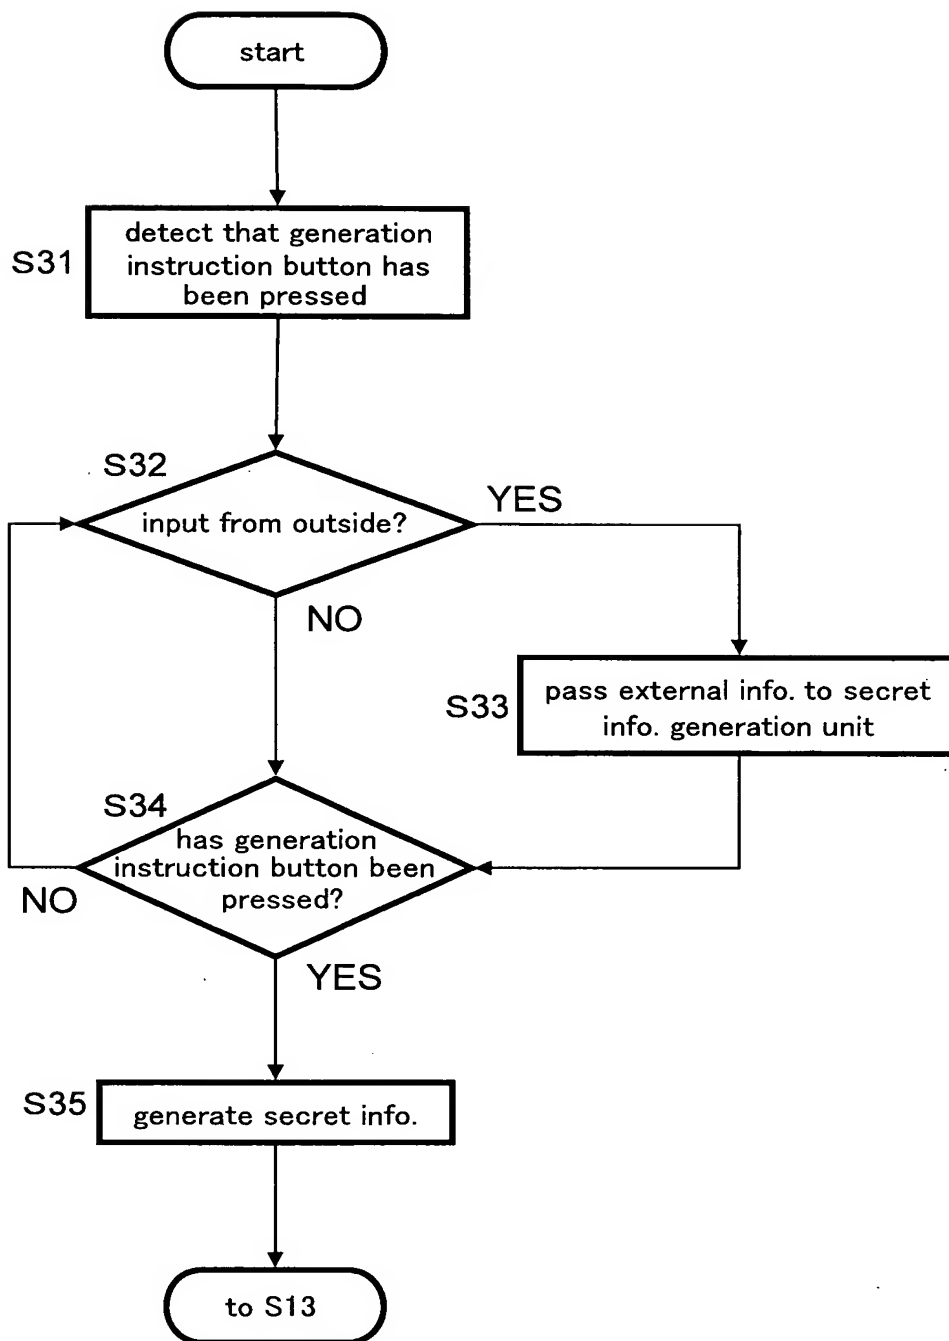 start
S31
detect that generation
instruction button has
been pressed
S32
input from outside?
YES
NO
S33
pass external info. to secret
info. generation unit
S34
has generation
instruction button been
pressed?
NO
YES
S35
generate secret info.
to S13